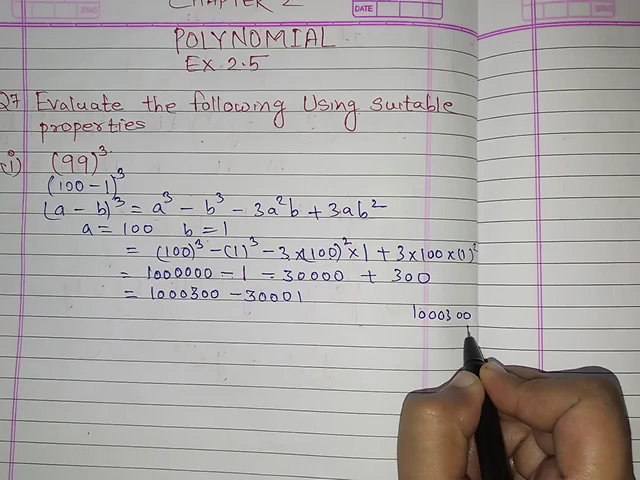 CHAPTER 2
DATE
POLYNOMIAL
EX 2.5
Q7 Evaluate the following Using suitable
properties
(i) (99)³
(100 - 1)³
(a - b)³ = a³ - b³ - 3a²b + 3ab²
a = 100 b = 1
= (100)³ - (1)³ - 3×(100)²×1 + 3×100×(1)²
= 1000000 - 1 - 30000 + 300
= 1000300 - 30001
1000300